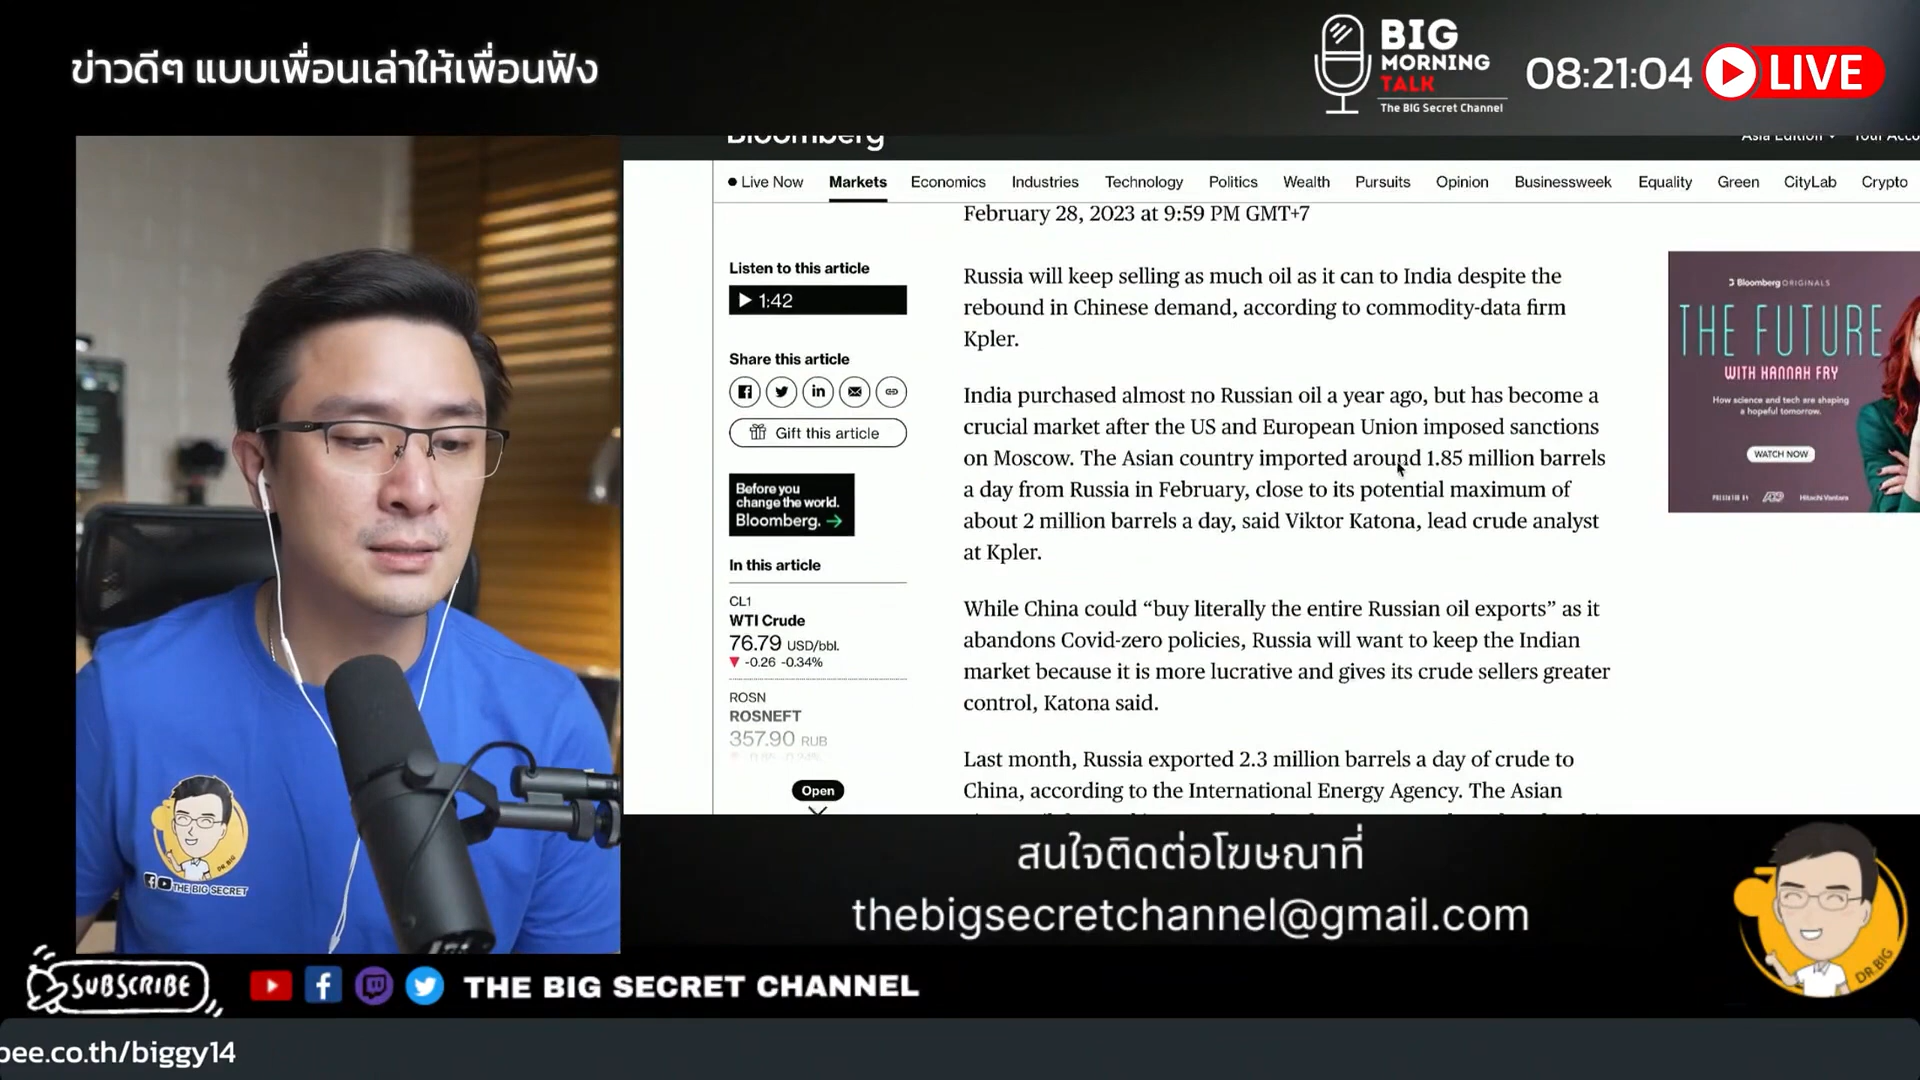 ข่าวดีๆ แบบเพื่อนเล่าให้เพื่อนฟัง
BIG
MORNING
TALK
The BIG Secret Channel
08:21:04
LIVE
Bloomberg
Asia Edition
Live Now
Markets
Economics
Industries
Technology
Politics
Wealth
Pursuits
Opinion
Businessweek
Equality
Green
CityLab
Crypto
February 28, 2023 at 9:59 PM GMT+7
Listen to this article
1:42
Share this article
Gift this article
Before you
change the world.
Bloomberg. →
In this article
CL1
WTI Crude
76.79 USD/bbl.
▼ -0.26 -0.34%
ROSN
ROSNEFT
357.90 RUB
Open
Russia will keep selling as much oil as it can to India despite the
rebound in Chinese demand, according to commodity-data firm
Kpler.
India purchased almost no Russian oil a year ago, but has become a
crucial market after the US and European Union imposed sanctions
on Moscow. The Asian country imported around 1.85 million barrels
a day from Russia in February, close to its potential maximum of
about 2 million barrels a day, said Viktor Katona, lead crude analyst
at Kpler.
While China could “buy literally the entire Russian oil exports” as it
abandons Covid-zero policies, Russia will want to keep the Indian
market because it is more lucrative and gives its crude sellers greater
control, Katona said.
Last month, Russia exported 2.3 million barrels a day of crude to
China, according to the International Energy Agency. The Asian
Bloomberg ORIGINALS
THE FUTURE
WITH HANNAH FRY
How science and tech are shaping
a hopeful tomorrow.
WATCH NOW
PRESENTED BY
ADP
Hitachi Vantara
DR.BIG
THE BIG SECRET
สนใจติดต่อโฆษณาที่
thebigsecretchannel@gmail.com
DR.BIG
SUBSCRIBE
THE BIG SECRET CHANNEL
pee.co.th/biggy14